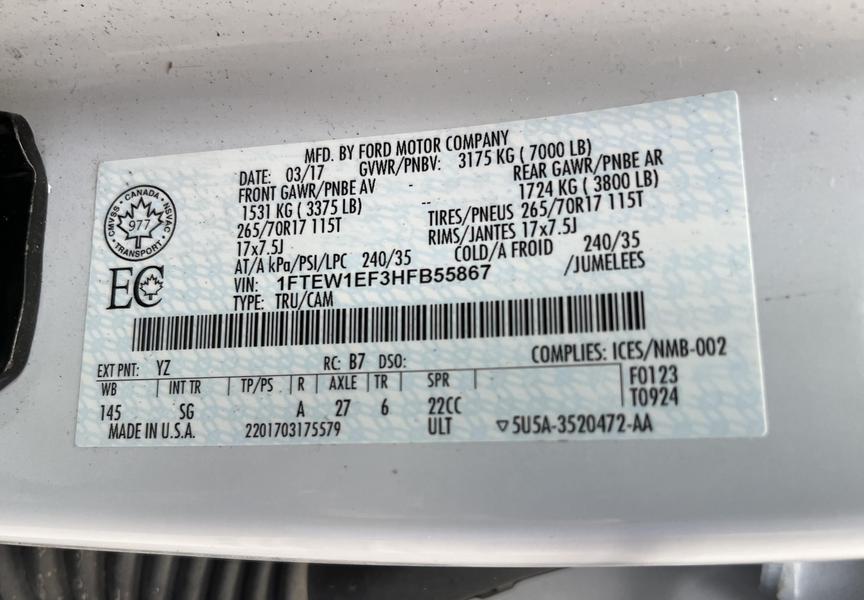 MFD. BY FORD MOTOR COMPANY
DATE: 03/17 GVWR/PNBV: 3175 KG ( 7000 LB)
FRONT GAWR/PNBE AV REAR GAWR/PNBE AR
1531 KG ( 3375 LB) -- 1724 KG ( 3800 LB)
265/70R17 115T TIRES/PNEUS 265/70R17 115T
17x7.5J RIMS/JANTES 17x7.5J
AT/A kPa/PSI/LPC 240/35 COLD/A FROID 240/35
VIN: 1FTEW1EF3HFB55867 /JUMELEES
TYPE: TRU/CAM
CANADA
CMVSS NSVAC
977
TRANSPORT
EC
COMPLIES: ICES/NMB-002
EXT PNT: YZ RC: B7 DSO:
WB INT TR TP/PS R AXLE TR SPR F0123
145 SG A 27 6 22CC T0924
MADE IN U.S.A. 2201703175579 ULT ▽5U5A-3520472-AA